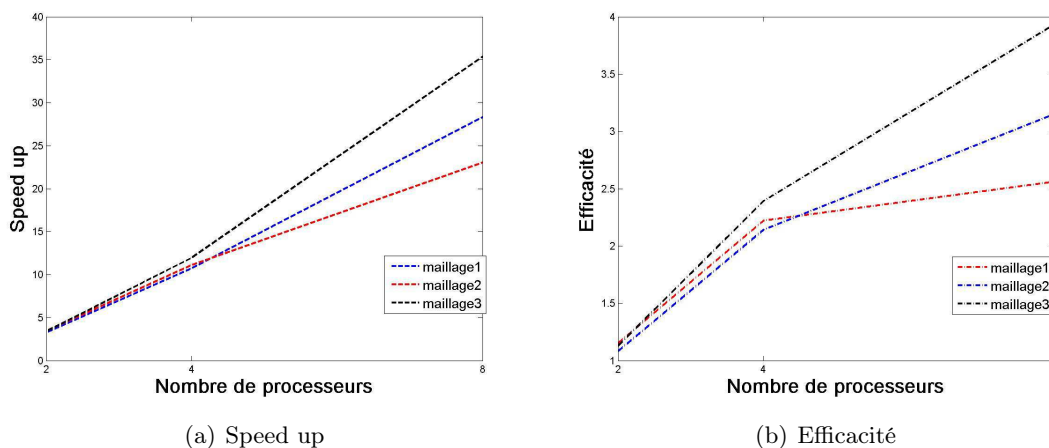 40
35
30
25
20
15
10
5
0
Speed up
maillage1
maillage2
maillage3
2
4
8
Nombre de processeurs
(a) Speed up
4
3.5
3
2.5
2
1.5
1
Efficacité
maillage1
maillage2
maillage3
2
4
Nombre de processeurs
(b) Efficacité